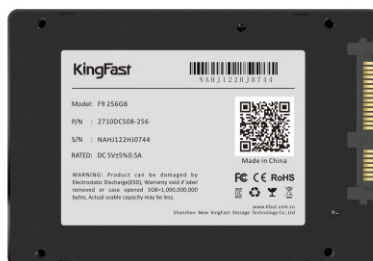 KingFast
NAHJ122HJ0744
Model: F9 256GB
P/N : 2710DCS08-256
S/N : NAHJ122HJ0744
RATED: DC 5V±5%0.5A
Made in China
WARNING: Product can be damaged by
Electrostatic Discharge(ESD), Warranty void if label
removed or case opened 1GB=1,000,000,000
bytes, Actual usable capacity may be less.
FC CE RoHS
www.kfast.com.cn
Shenzhen New KingFast Storage Technology Co.,Ltd